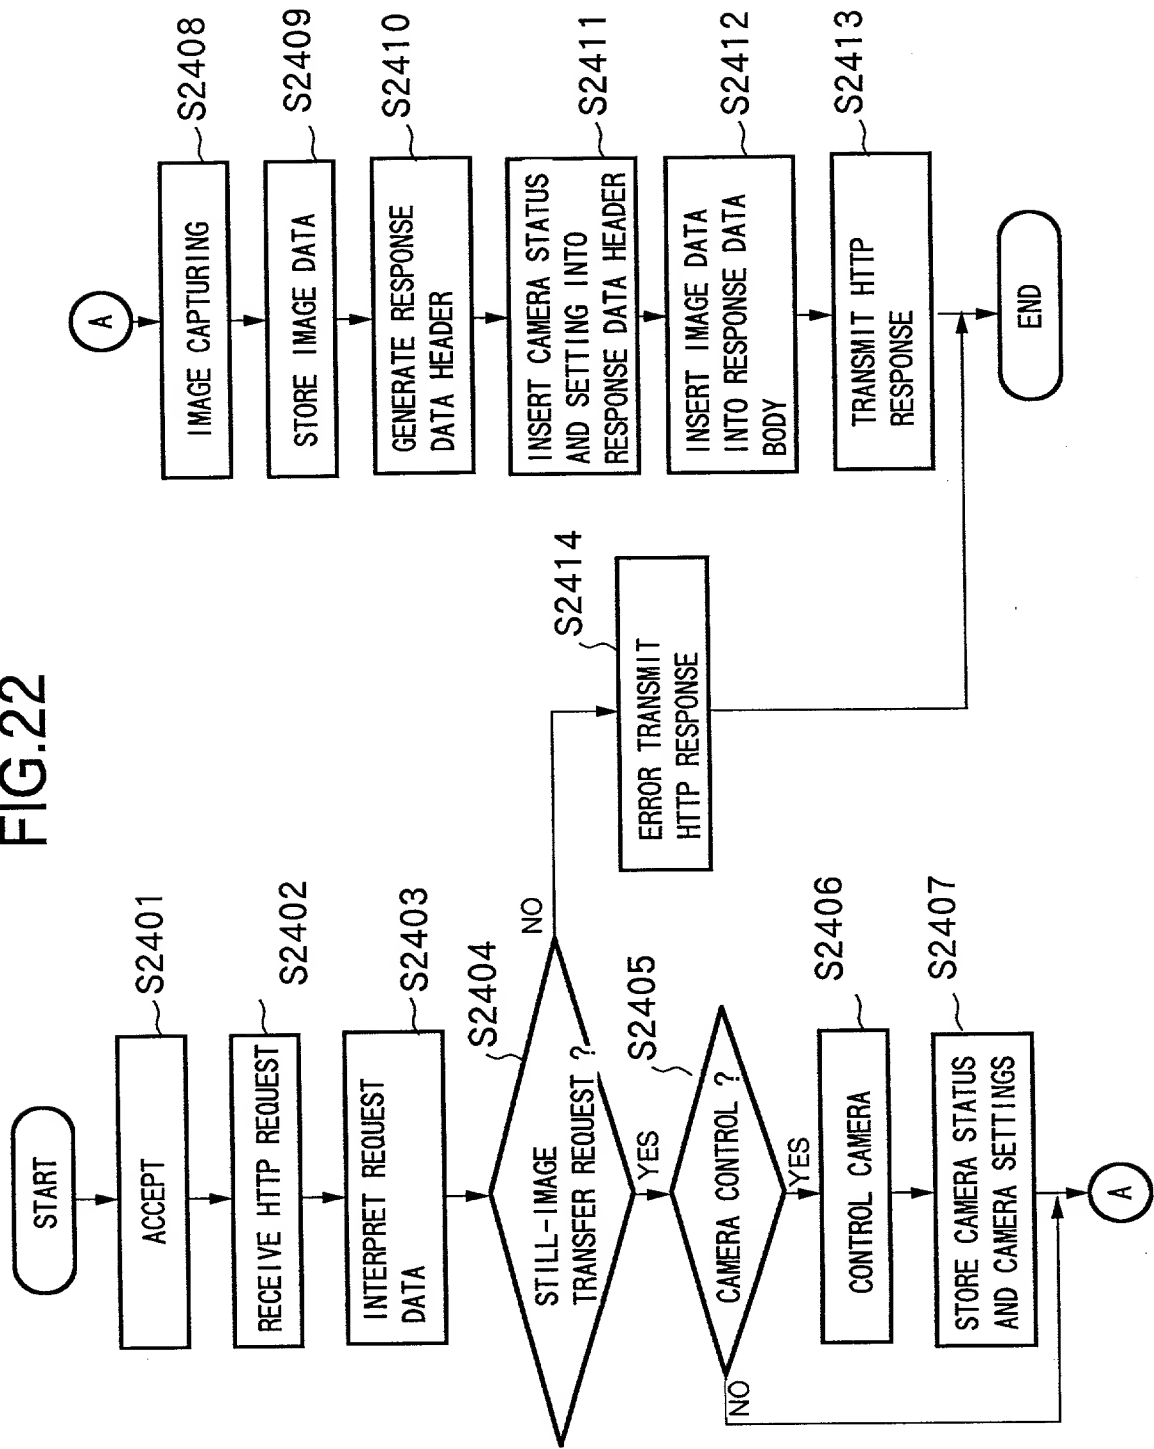 FIG.22
START
ACCEPT
S2401
RECEIVE HTTP REQUEST
S2402
INTERPRET REQUEST
DATA
S2403
STILL-IMAGE
TRANSFER REQUEST ?
S2404
NO
YES
CAMERA CONTROL ?
S2405
YES
NO
CONTROL CAMERA
S2406
STORE CAMERA STATUS
AND CAMERA SETTINGS
S2407
A
ERROR TRANSMIT
HTTP RESPONSE
S2414
A
IMAGE CAPTURING
S2408
STORE IMAGE DATA
S2409
GENERATE RESPONSE
DATA HEADER
S2410
INSERT CAMERA STATUS
AND SETTING INTO
RESPONSE DATA HEADER
S2411
INSERT IMAGE DATA
INTO RESPONSE DATA
BODY
S2412
TRANSMIT HTTP
RESPONSE
S2413
END